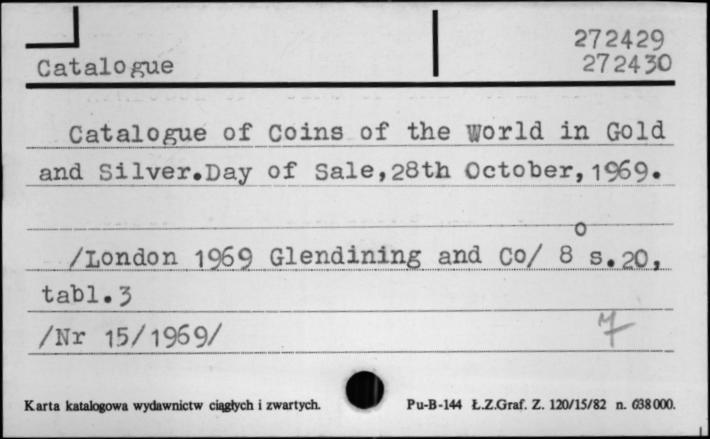 272429
Catalogue 272430
Catalogue of Coins of the World in Gold
and Silver.Day of Sale,28th October,1969.
/London 1969 Glendining and Co/ 8° s.20,
tabl.3
/Nr 15/1969/
Karta katalogowa wydawnictw ciągłych i zwartych. Pu-B-144 Ł.Z.Graf. Z. 120/15/82 n. 638000.